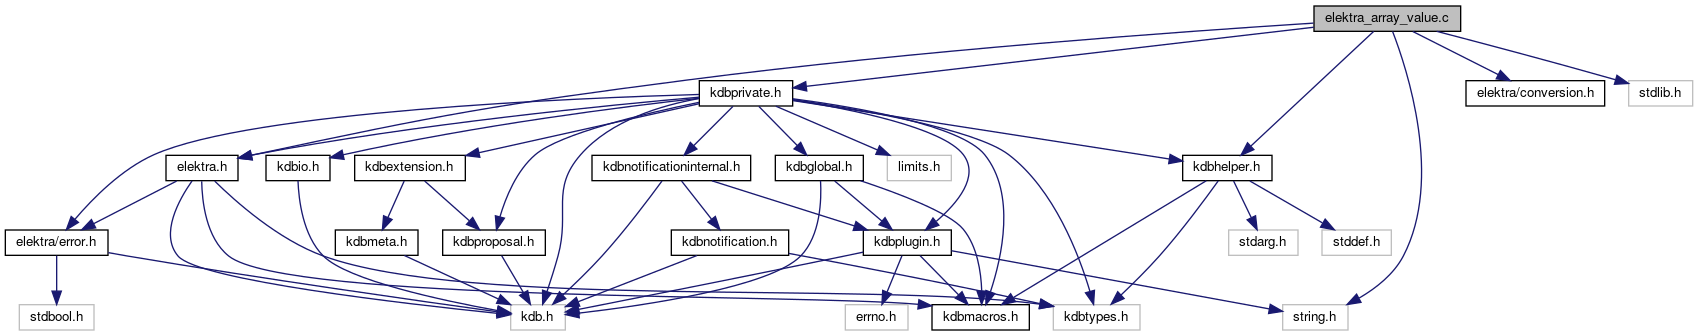 elektra_array_value.c
kdbprivate.h
elektra/conversion.h
stdlib.h
elektra.h
kdbio.h
kdbextension.h
kdbnotificationinternal.h
kdbglobal.h
limits.h
kdbhelper.h
elektra/error.h
kdbmeta.h
kdbproposal.h
kdbnotification.h
kdbplugin.h
stdarg.h
stddef.h
stdbool.h
kdb.h
errno.h
kdbmacros.h
kdbtypes.h
string.h